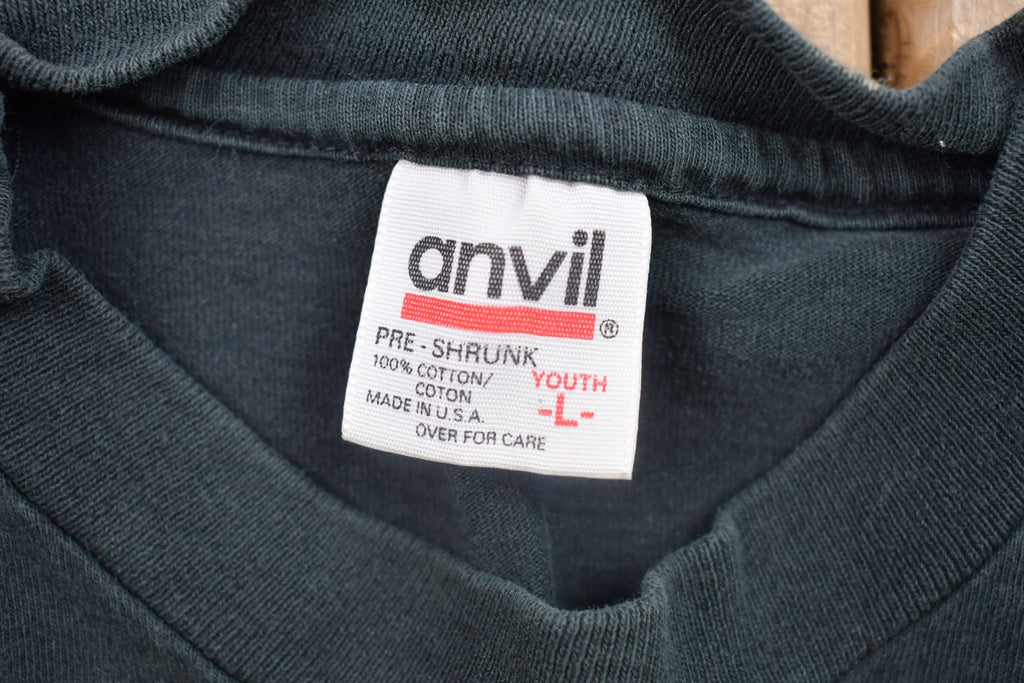 anvil®
PRE-SHRUNK
100% COTTON/
COTON
MADE IN U.S.A.
YOUTH
-L-
OVER FOR CARE